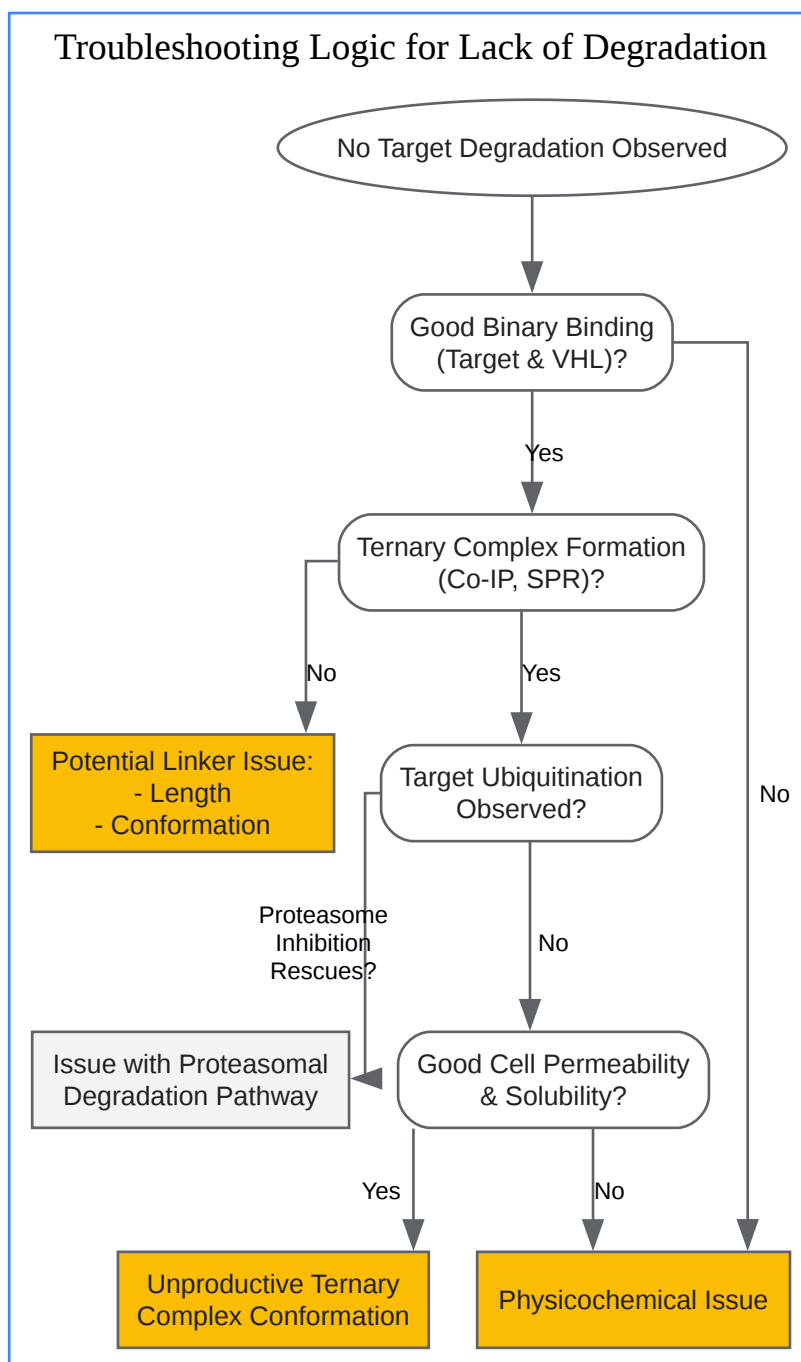 Troubleshooting Logic for Lack of Degradation
No Target Degradation Observed
Good Binary Binding
(Target & VHL)?
Yes
Ternary Complex Formation
(Co-IP, SPR)?
No
Yes
Potential Linker Issue:
- Length
- Conformation
Target Ubiquitination
Observed?
No
Proteasome
Inhibition
Rescues?
No
Issue with Proteasomal
Degradation Pathway
Good Cell Permeability
& Solubility?
Yes
No
Unproductive Ternary
Complex Conformation
Physicochemical Issue